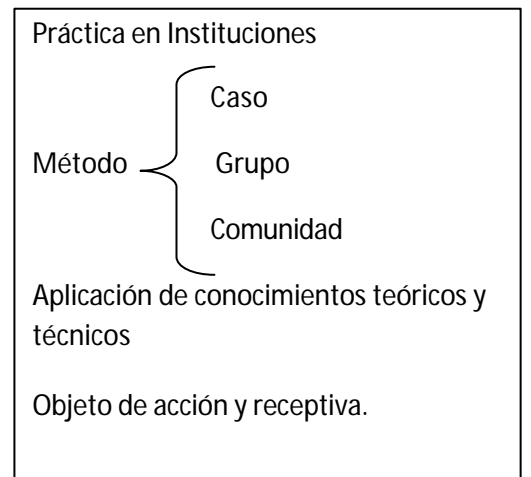 Práctica en Instituciones
Caso
Método
Grupo
Comunidad
Aplicación de conocimientos teóricos y
técnicos
Objeto de acción y receptiva.